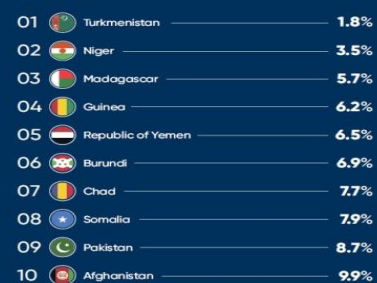 01 Turkmenistan 1.8%
02 Niger 3.5%
03 Madagascar 5.7%
04 Guinea 6.2%
05 Republic of Yemen 6.5%
06 Burundi 6.9%
07 Chad 7.7%
08 Somalia 7.9%
09 Pakistan 8.7%
10 Afghanistan 9.9%